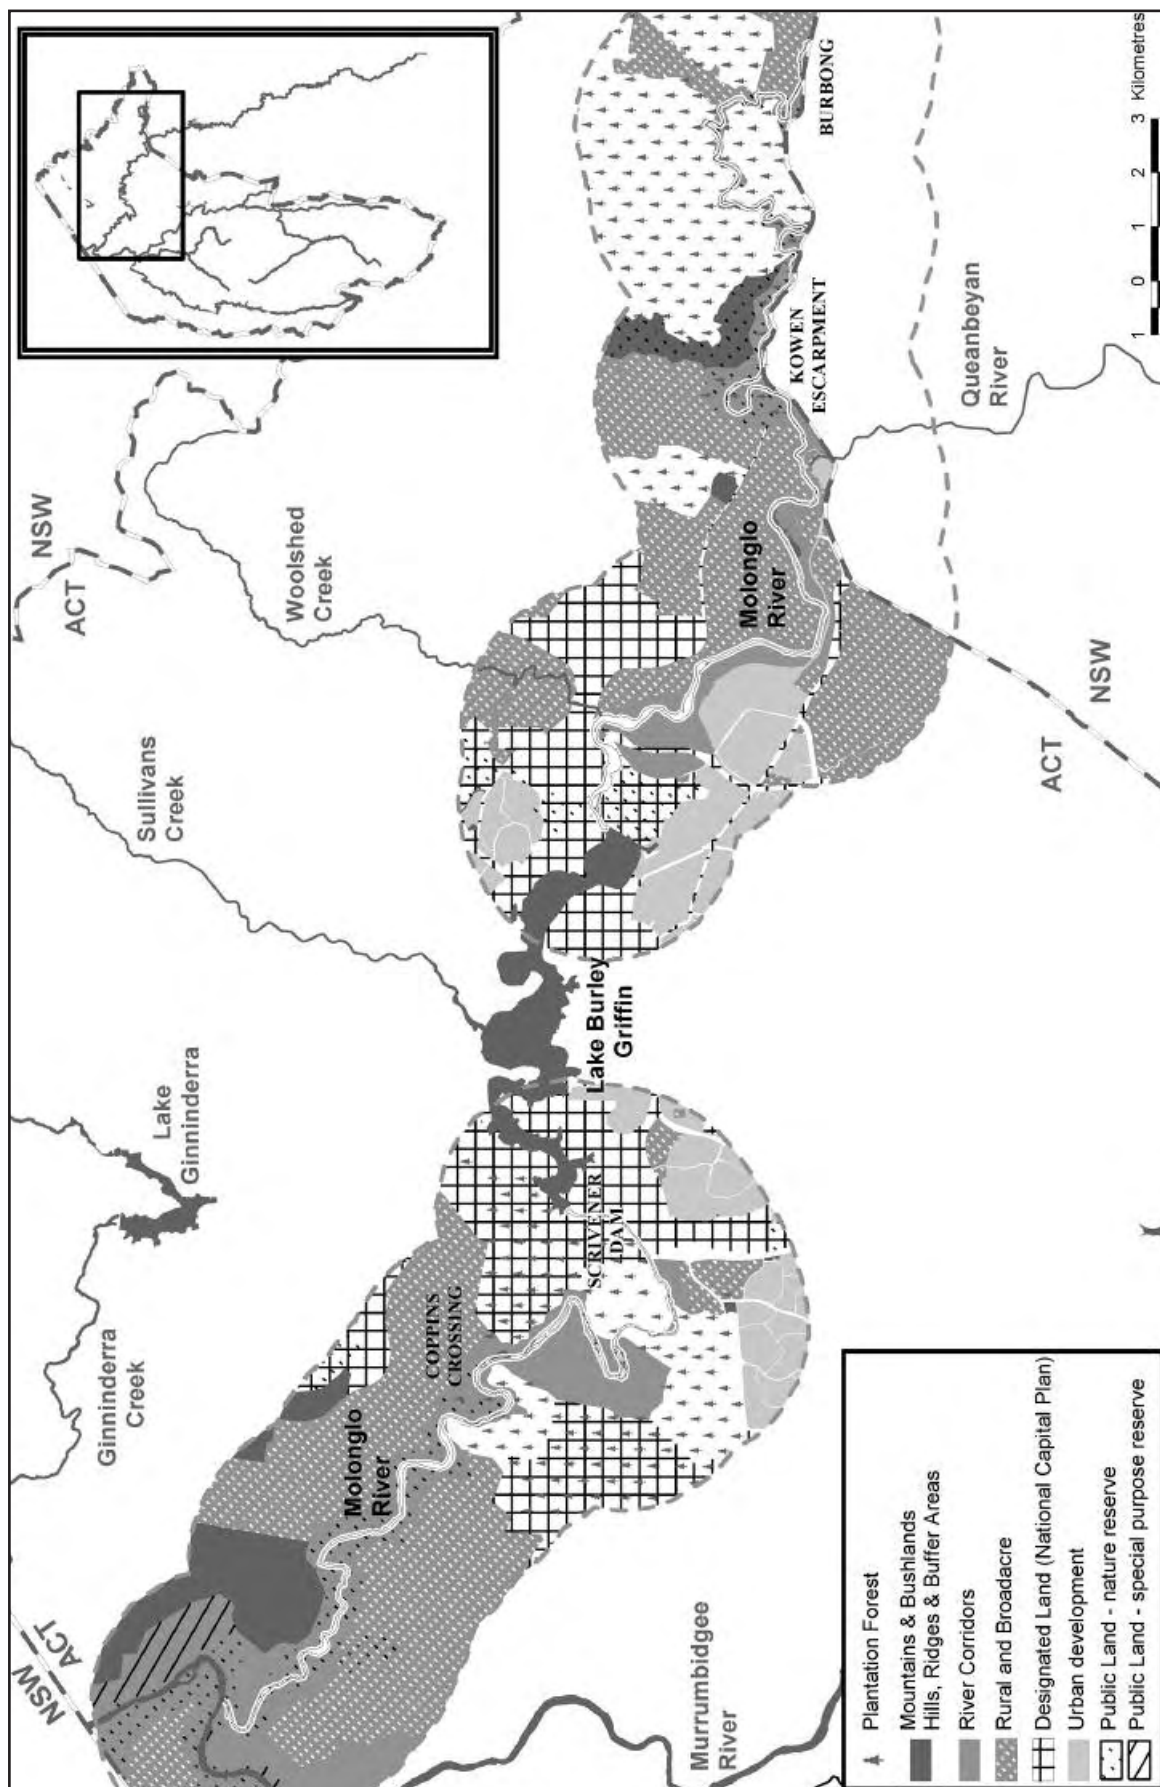 NSW
ACT
Woolshed
Creek
Sullivans
Creek
Lake
Ginninderra
Ginninderra
Creek
NSW
ACT
BURBONG
KOWEN
ESCARPMENT
Molonglo
River
Queanbeyan
River
NSW
ACT
Lake Burley
Griffin
SCRIVENER
DAM
COPPINS
CROSSING
Molonglo
River
Murrumbidgee
River
1 0 1 2 3 Kilometres
Plantation Forest
Mountains & Bushlands
Hills, Ridges & Buffer Areas
River Corridors
Rural and Broadacre
Designated Land (National Capital Plan)
Urban development
Public Land - nature reserve
Public Land - special purpose reserve